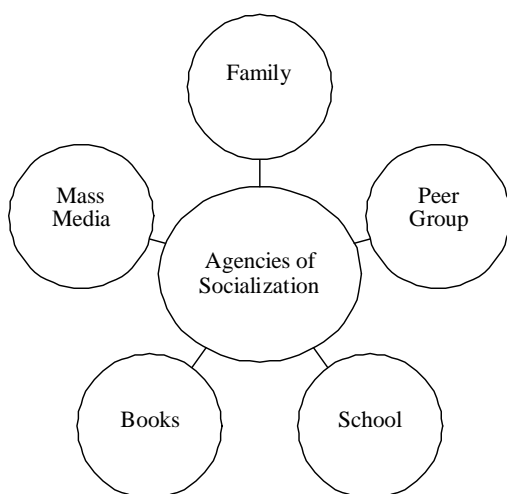 Family
Mass
Media
Peer
Group
Agencies of
Socialization
Books
School